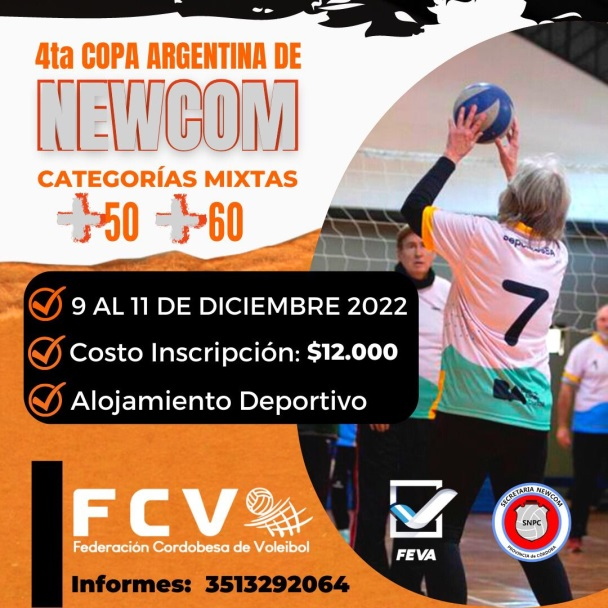 4ta COPA ARGENTINA DE
NEWCOM
CATEGORÍAS MIXTAS
+50 +60
9 AL 11 DE DICIEMBRE 2022
Costo Inscripción: $12.000
Alojamiento Deportivo
7
BA
FCV
Federación Cordobesa de Voleibol
FEVA
SECRETARIA NEWCOM
SNPC
PROVINCIA de CÓRDOBA
Informes: 3513292064